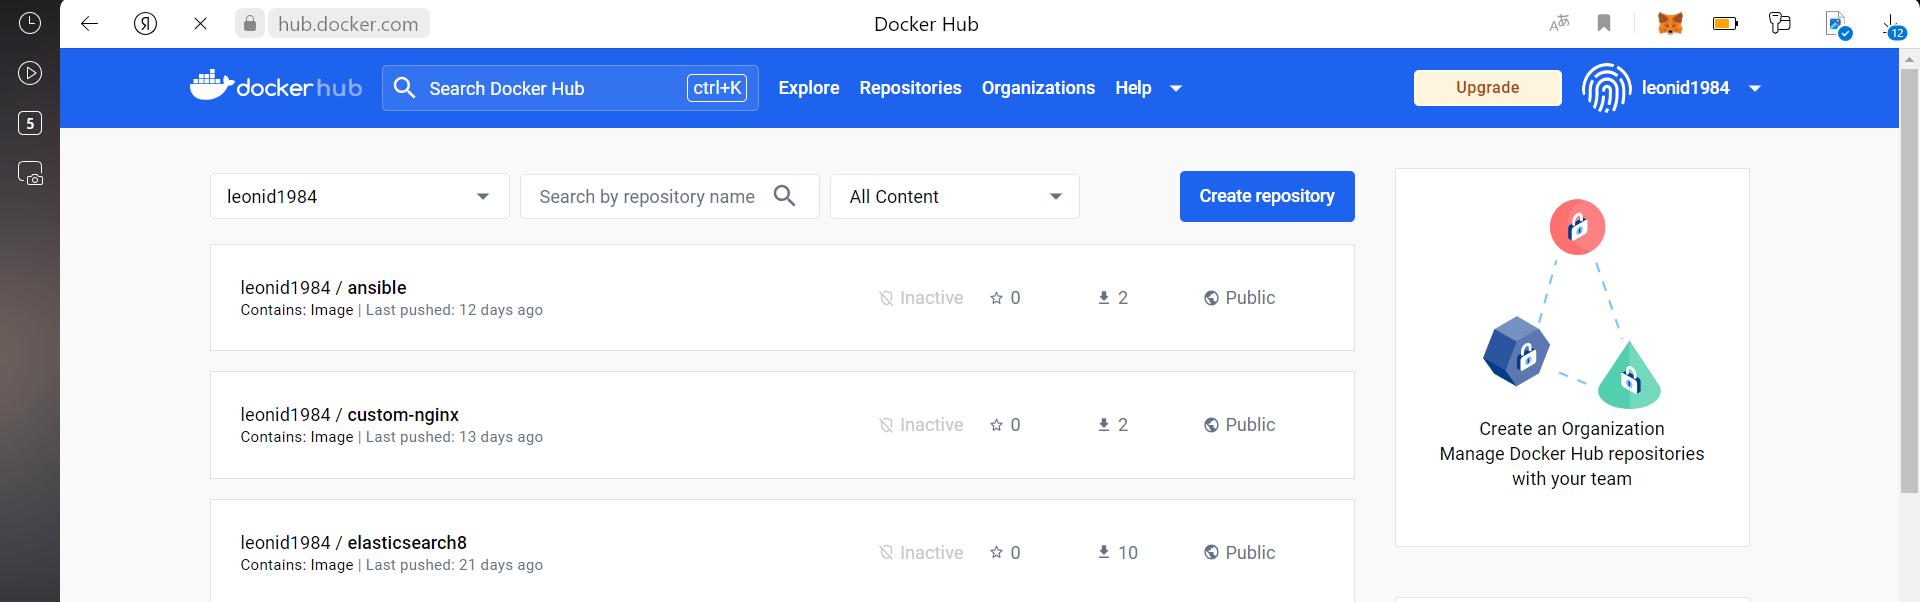 Я hub.docker.com Docker Hub Aあ 12
5
docker hub Search Docker Hub ctrl+K Explore Repositories Organizations Help Upgrade leonid1984
leonid1984 Search by repository name All Content Create repository
leonid1984 / ansible
Contains: Image | Last pushed: 12 days ago
Inactive 0 2 Public
leonid1984 / custom-nginx
Contains: Image | Last pushed: 13 days ago
Inactive 0 2 Public
leonid1984 / elasticsearch8
Contains: Image | Last pushed: 21 days ago
Inactive 0 10 Public
Create an Organization
Manage Docker Hub repositories
with your team